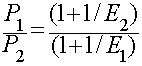 P₁/P₂ = (1+1/E₂)/(1+1/E₁)